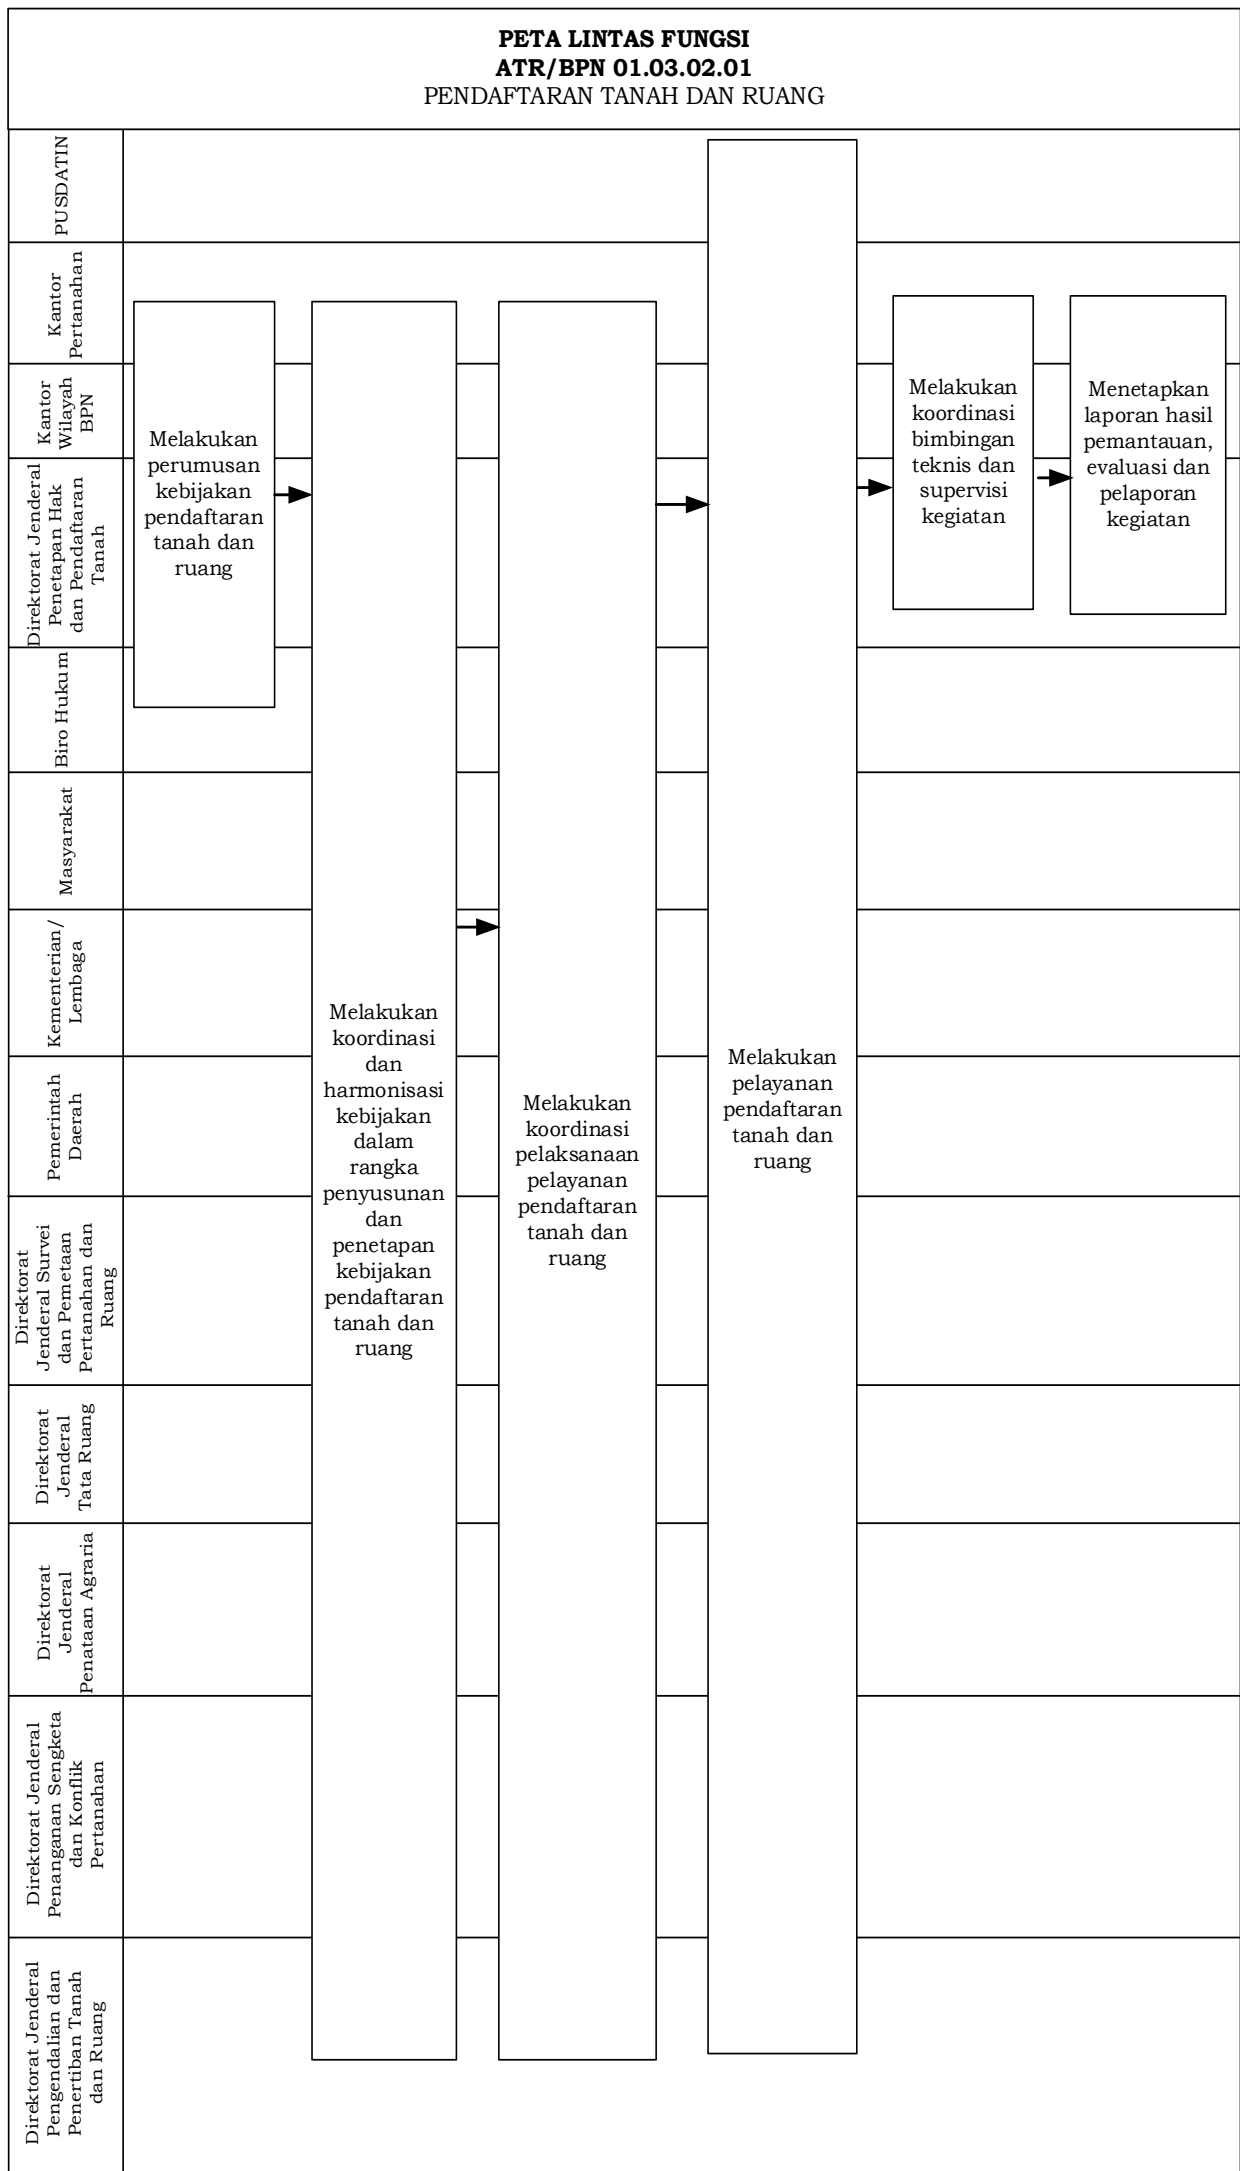 PETA LINTAS FUNGSI
ATR/BPN 01.03.02.01
PENDAFTARAN TANAH DAN RUANG
PUSDATIN
Kantor
Pertanahan
Kantor
Wilayah
BPN
Direktorat Jenderal
Penetapan Hak
dan Pendaftaran
Tanah
Biro Hukum
Masyarakat
Kementerian/
Lembaga
Pemerintah
Daerah
Direktorat
Jenderal Survei
dan Pemetaan
Pertanahan dan
Ruang
Direktorat
Jenderal
Tata Ruang
Direktorat
Jenderal
Penataan Agraria
Direktorat Jenderal
Penanganan Sengketa
dan Konflik
Pertanahan
Direktorat Jenderal
Pengendalian dan
Penertiban Tanah
dan Ruang
Melakukan
perumusan
kebijakan
pendaftaran
tanah dan
ruang
Melakukan
koordinasi
dan
harmonisasi
kebijakan
dalam
rangka
penyusunan
dan
penetapan
kebijakan
pendaftaran
tanah dan
ruang
Melakukan
koordinasi
pelaksanaan
pelayanan
pendaftaran
tanah dan
ruang
Melakukan
pelayanan
pendaftaran
tanah dan
ruang
Melakukan
koordinasi
bimbingan
teknis dan
supervisi
kegiatan
Menetapkan
laporan hasil
pemantauan,
evaluasi dan
pelaporan
kegiatan